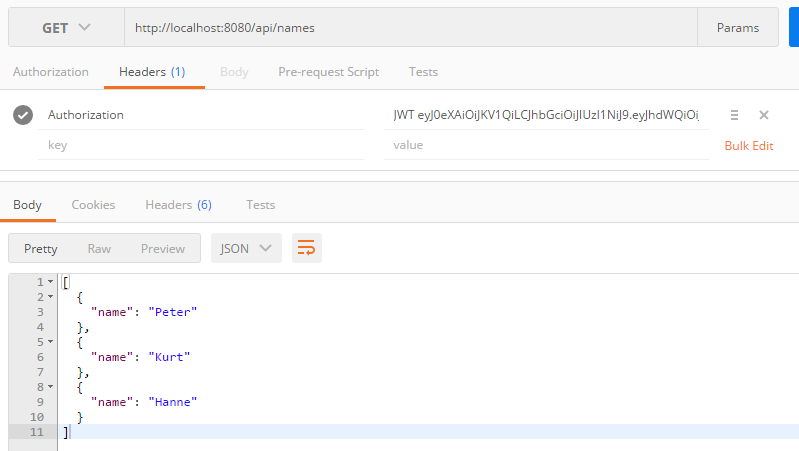 GET http://localhost:8080/api/names Params
Authorization Headers (1) Body Pre-request Script Tests
Authorization JWT eyJ0eXAiOiJKV1QiLCJhbGciOiJIUzI1NiJ9.eyJhdWQiOi
key value Bulk Edit
Body Cookies Headers (6) Tests
Pretty Raw Preview JSON
1 [
2 {
3 "name": "Peter"
4 },
5 {
6 "name": "Kurt"
7 },
8 {
9 "name": "Hanne"
10 }
11 ]